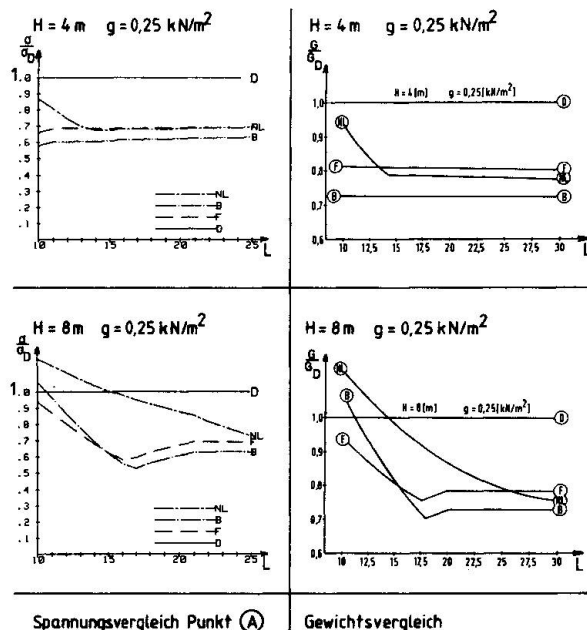 H = 4 m g = 0,25 kN/m²
σ/σD
1.0
.9
.8
.7
.6
.5
.4
.3
.2
.1
D
NL
B
NL
B
F
D
10 15 20 25 L
H = 4 m g = 0,25 kN/m²
G/GD
H = 4[m] g = 0,25[kN/m²]
1,0
0,9
0,8
0,7
0,6
D
NL
F
F
NL
B
B
10 12,5 15 17,5 20 22,5 25 27,5 30 L
H = 8 m g = 0,25 kN/m²
σ/σD
1.0
.9
.8
.7
.6
.5
.4
.3
.2
.1
D
NL
F
B
NL
B
F
D
10 15 20 25 L
H = 8 m g = 0,25 kN/m²
G/GD
NL
B
H = 8[m] g = 0,25[kN/m²]
1,0
0,9
0,8
0,7
0,6
D
F
F
NL
B
10 12,5 15 17,5 20 22,5 25 27,5 30 L
Spannungsvergleich Punkt A
Gewichtsvergleich